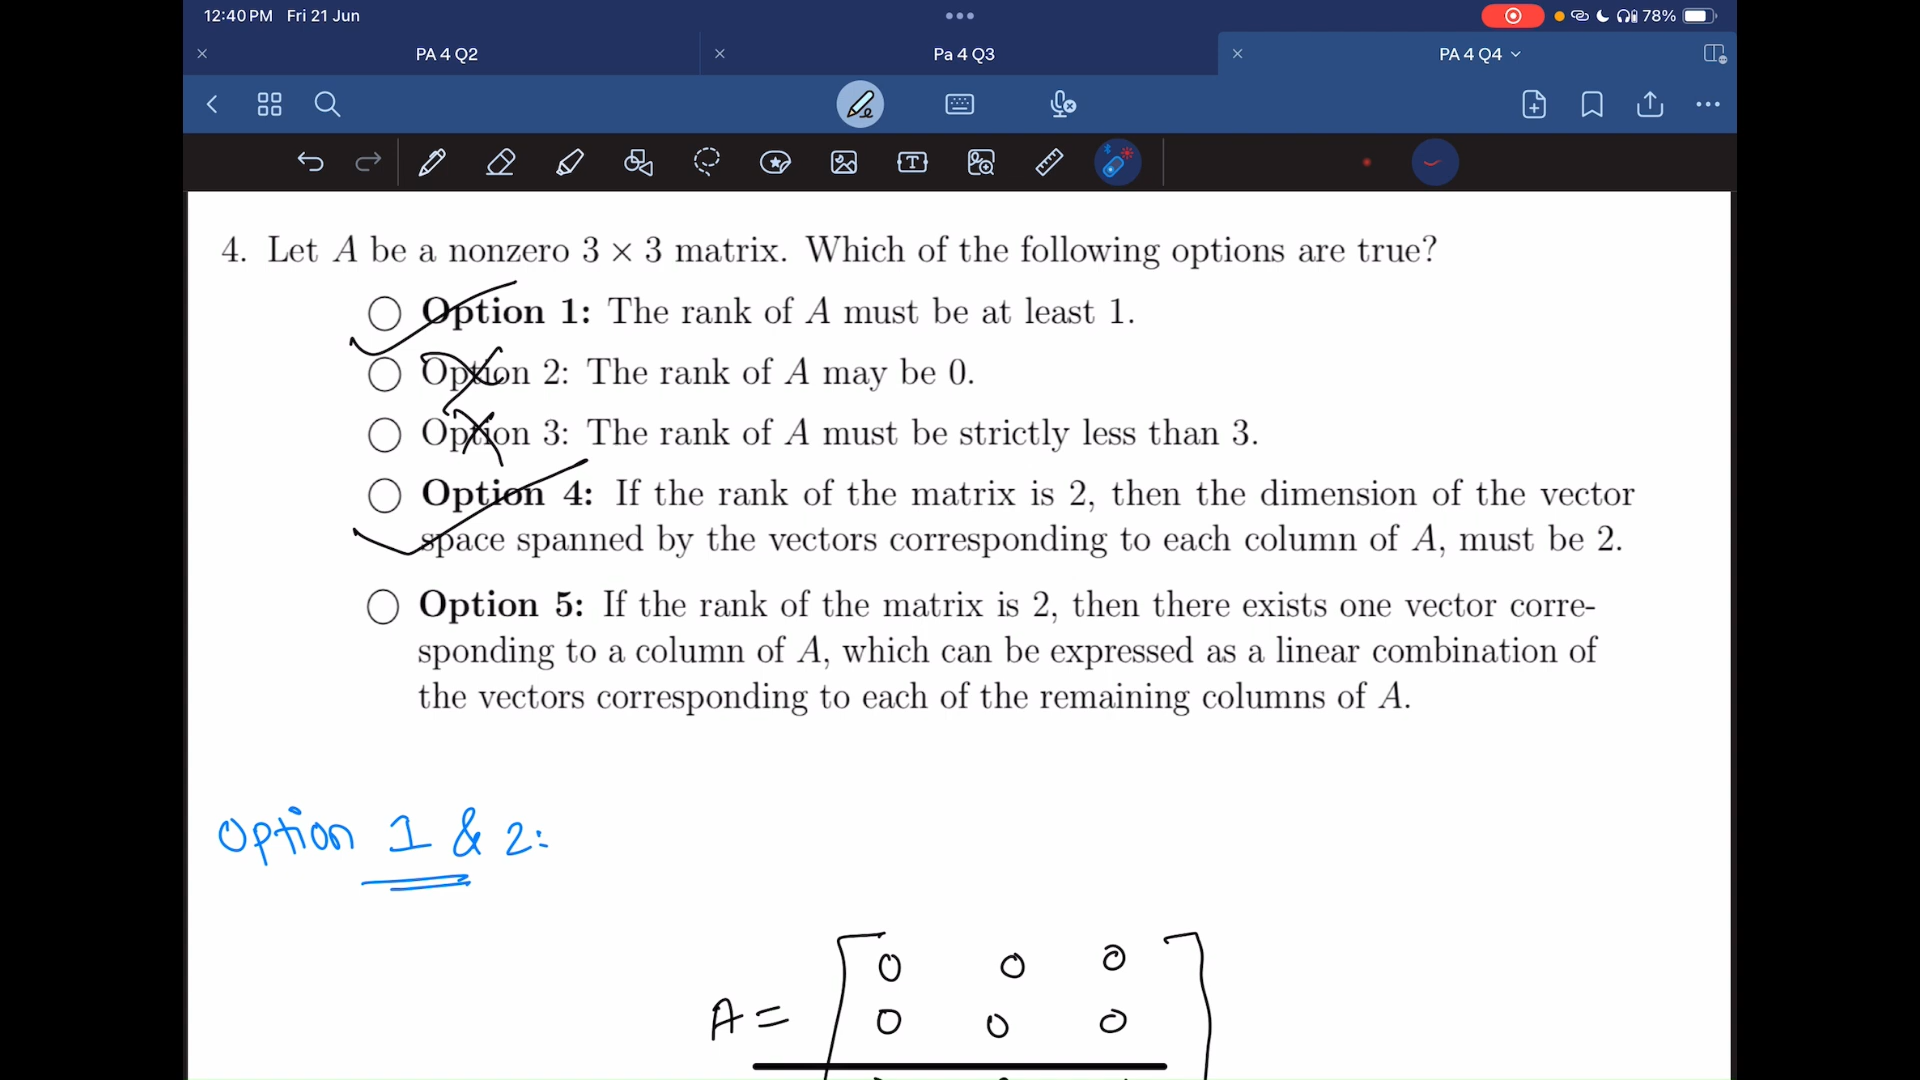 12:40 PM Fri 21 Jun
78%
PA 4 Q2
Pa 4 Q3
PA 4 Q4
4. Let A be a nonzero 3 × 3 matrix. Which of the following options are true?
Option 1: The rank of A must be at least 1.
Option 2: The rank of A may be 0.
Option 3: The rank of A must be strictly less than 3.
Option 4: If the rank of the matrix is 2, then the dimension of the vector
space spanned by the vectors corresponding to each column of A, must be 2.
Option 5: If the rank of the matrix is 2, then there exists one vector corre-
sponding to a column of A, which can be expressed as a linear combination of
the vectors corresponding to each of the remaining columns of A.
Option 1 & 2:
0 0 0
A = 0 0 0